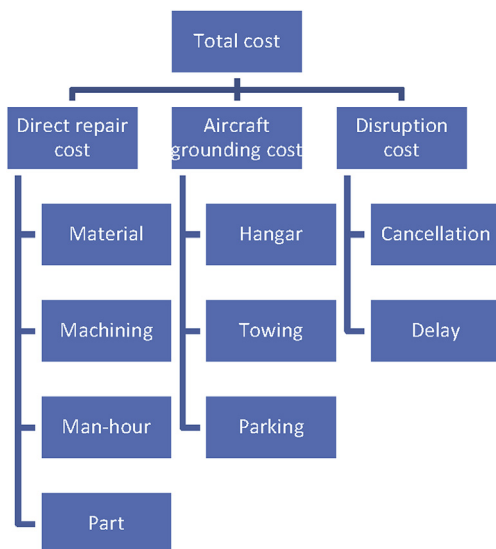 Total cost
Direct repair
cost
Aircraft
grounding cost
Disruption
cost
Material
Hangar
Cancellation
Machining
Towing
Delay
Man-hour
Parking
Part